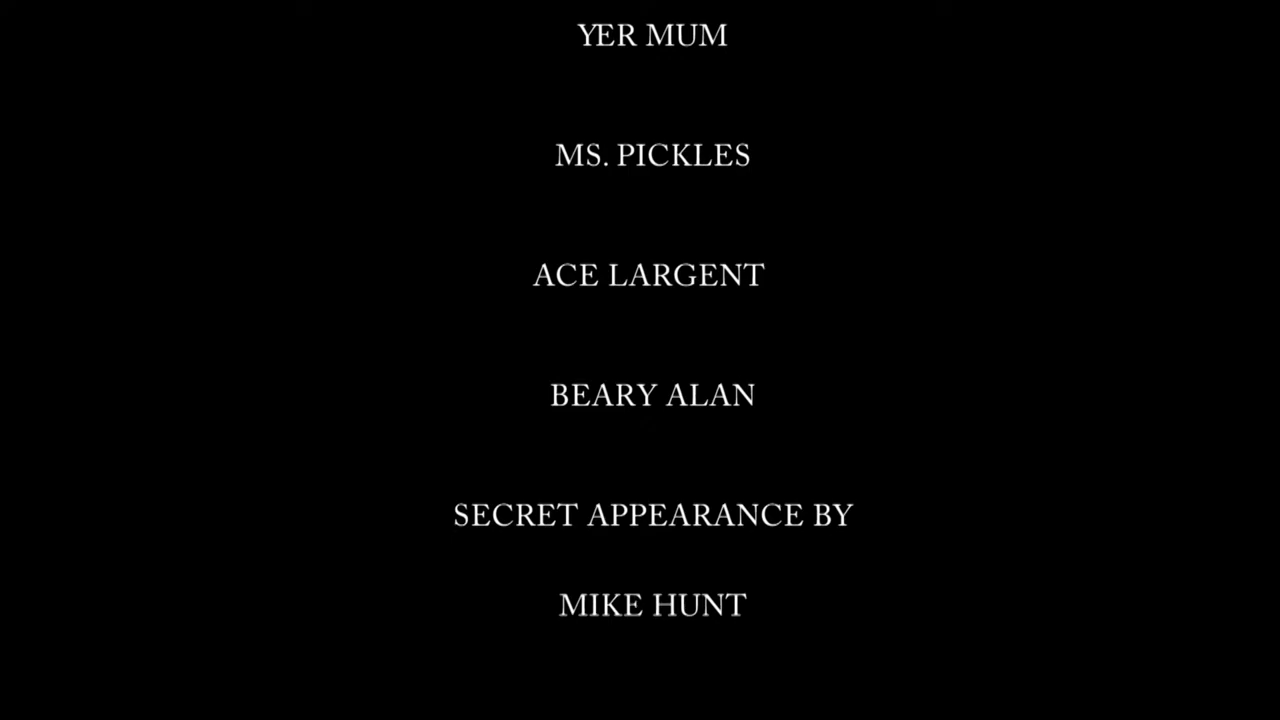 YER MUM
MS. PICKLES
ACE LARGENT
BEARY ALAN
SECRET APPEARANCE BY
MIKE HUNT